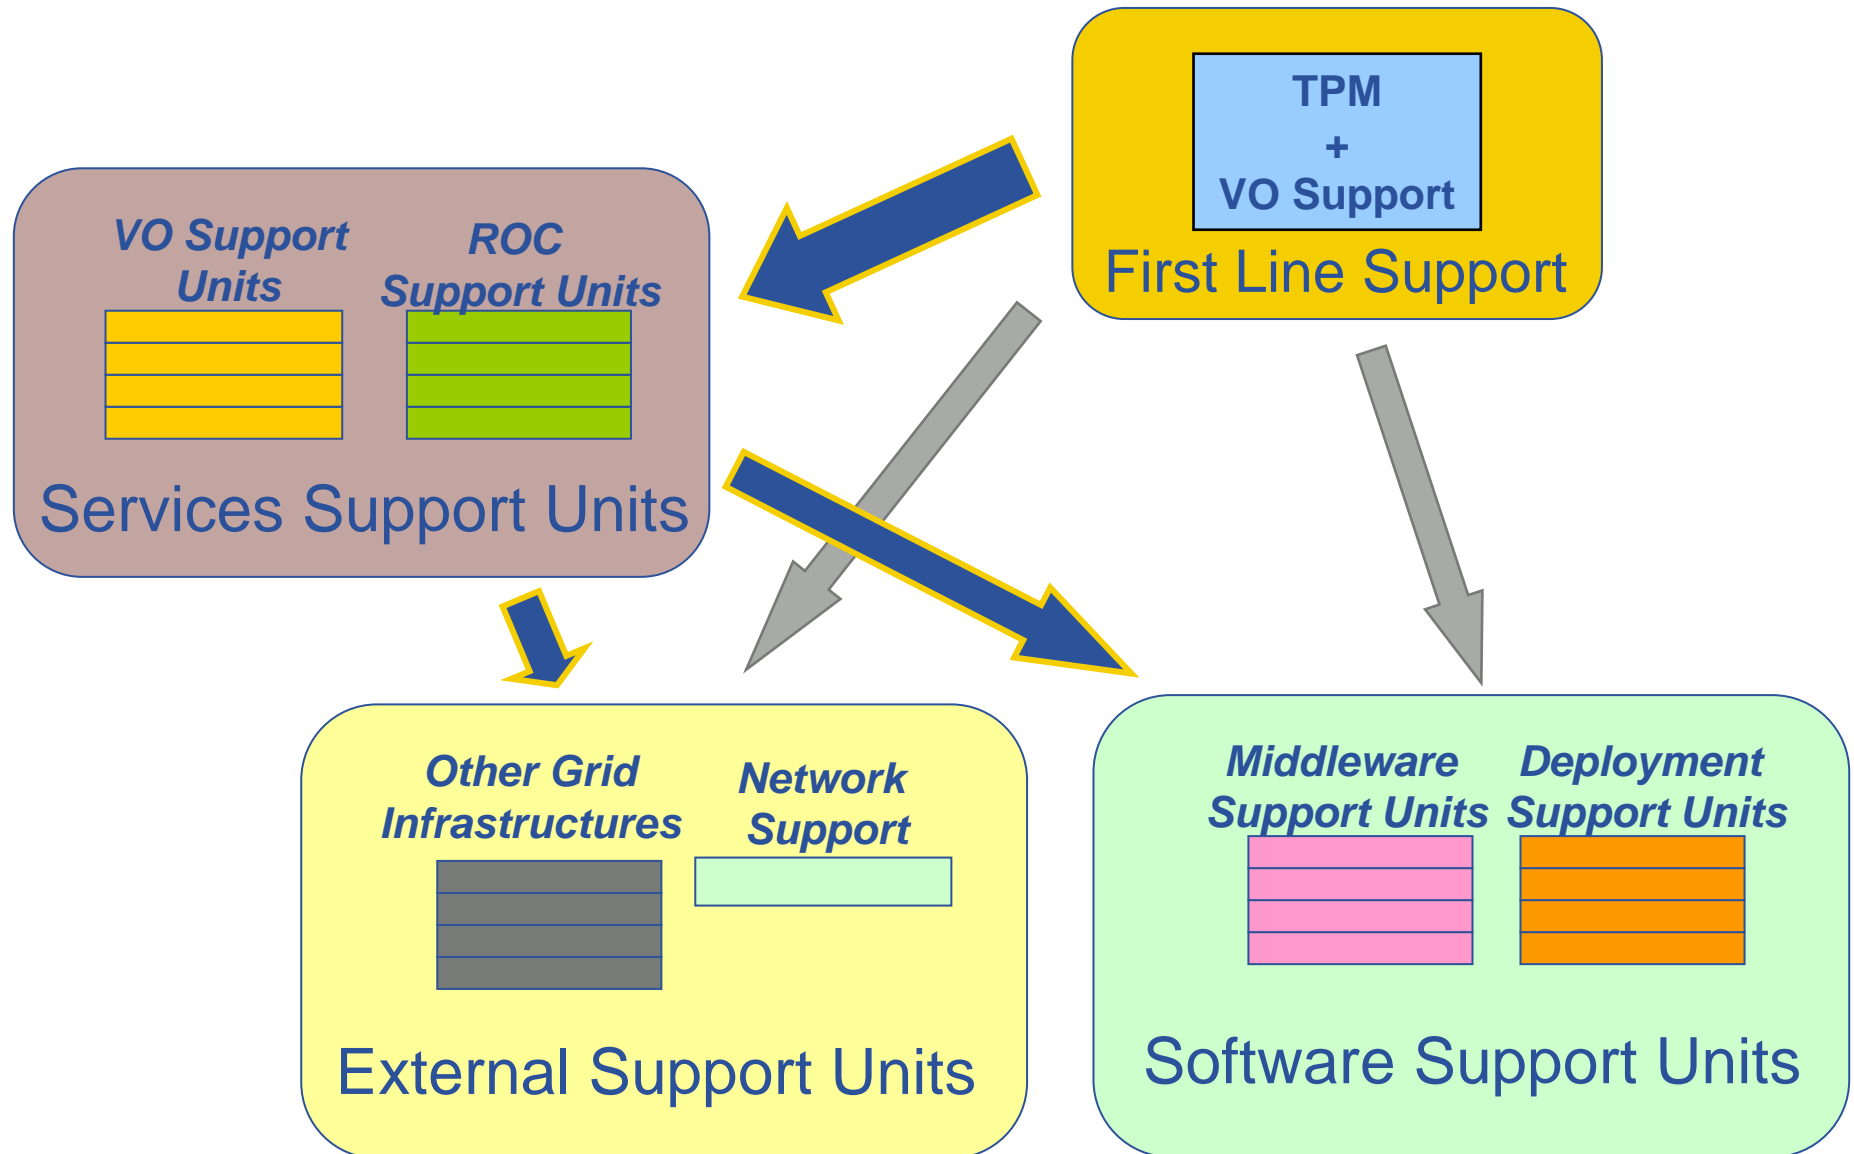 TPM
+
VO Support
First Line Support
VO Support
Units
ROC
Support Units
Services Support Units
Other Grid
Infrastructures
Network
Support
External Support Units
Middleware
Support Units
Deployment
Support Units
Software Support Units